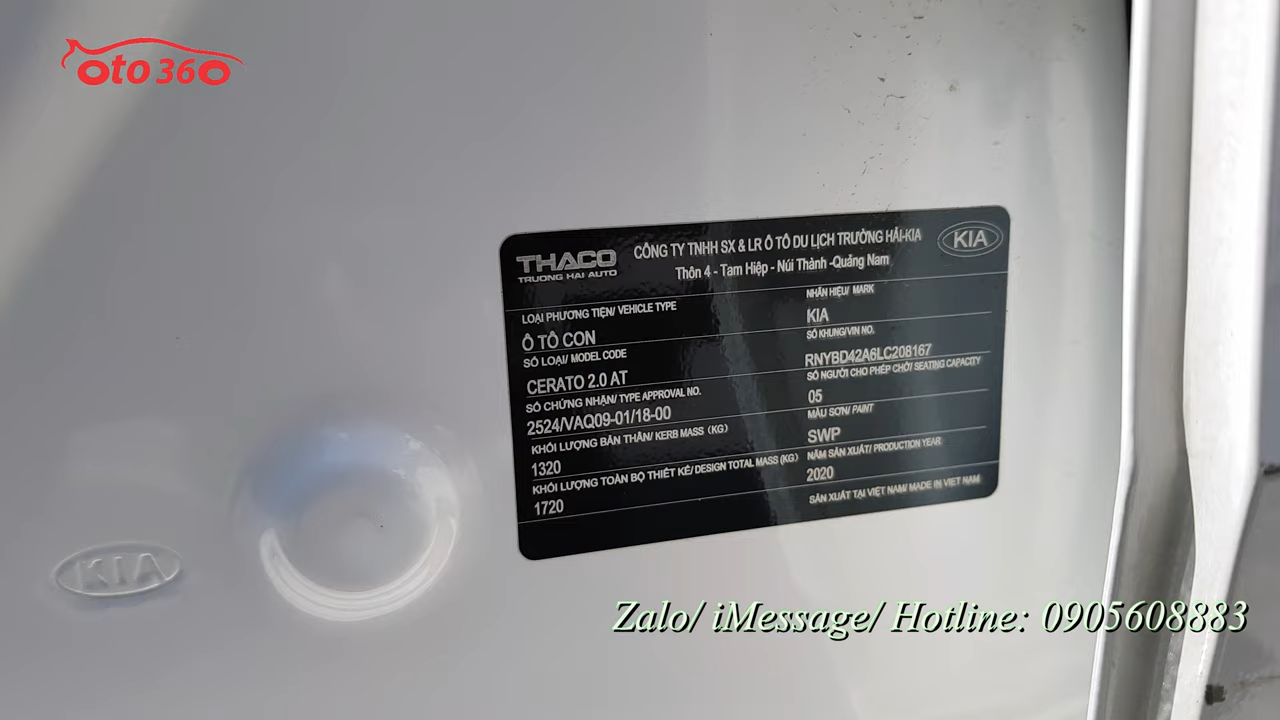 oto 360
THACO
TRUONG HAI AUTO
CÔNG TY TNHH SX & LR Ô TÔ DU LỊCH TRƯỜNG HẢI-KIA
Thôn 4 - Tam Hiệp - Núi Thành -Quảng Nam
KIA
LOẠI PHƯƠNG TIỆN/ VEHICLE TYPE
Ô TÔ CON
NHÃN HIỆU/ MARK
KIA
SỐ LOẠI/ MODEL CODE
CERATO 2.0 AT
SỐ KHUNG/VIN NO.
RNYBD42A6LC208167
SỐ CHỨNG NHẬN/ TYPE APPROVAL NO.
2524/VAQ09-01/18-00
SỐ NGƯỜI CHO PHÉP CHỞ/ SEATING CAPACITY
05
KHỐI LƯỢNG BẢN THÂN/ KERB MASS (KG)
1320
MÀU SƠN/ PAINT
SWP
KHỐI LƯỢNG TOÀN BỘ THIẾT KẾ/ DESIGN TOTAL MASS (KG)
1720
NĂM SẢN XUẤT/ PRODUCTION YEAR
2020
SẢN XUẤT TẠI VIỆT NAM/ MADE IN VIET NAM
KIA
Zalo/ iMessage/ Hotline: 0905608883